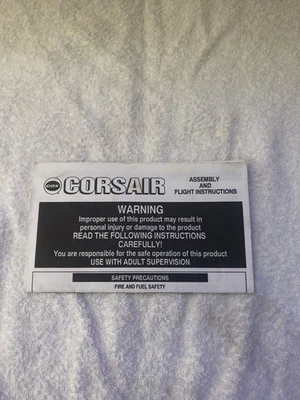 COX
CORSAIR
ASSEMBLY
AND
FLIGHT INSTRUCTIONS
WARNING
Improper use of this product may result in
personal injury or damage to the product
READ THE FOLLOWING INSTRUCTIONS
CAREFULLY!
You are responsible for the safe operation of this product
USE WITH ADULT SUPERVISION
SAFETY PRECAUTIONS
FIRE AND FUEL SAFETY